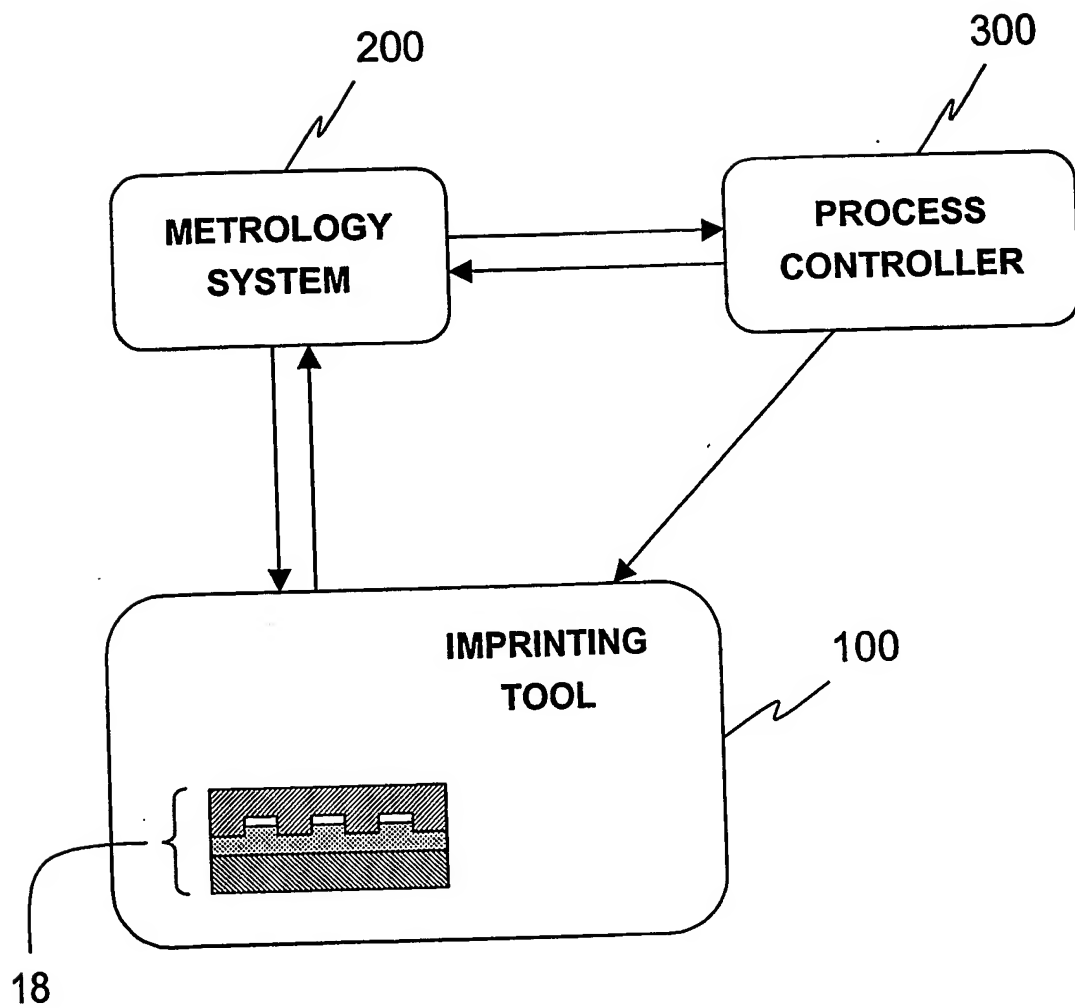 200
300
METROLOGY
SYSTEM
PROCESS
CONTROLLER
IMPRINTING
TOOL
100
18